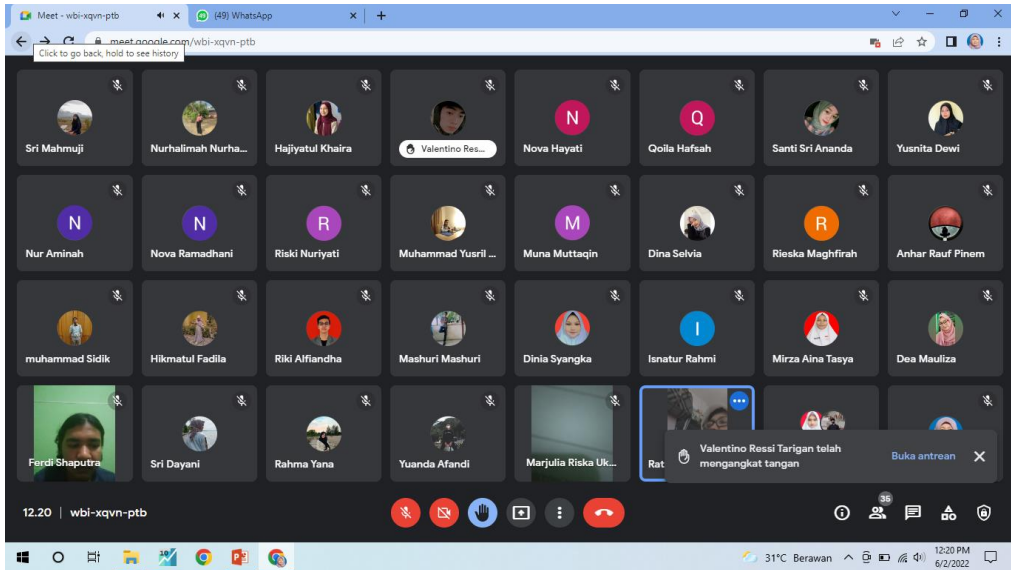 Meet - wbi-xqvn-ptb
(49) WhatsApp
meet.google.com/wbi-xqvn-ptb
Click to go back, hold to see history
Sri Mahmuji
Nurhalimah Nurha...
Hajiyatul Khaira
Valentino Res...
N
Nova Hayati
Q
Qoila Hafsah
Santi Sri Ananda
Yusnita Dewi
N
Nur Aminah
N
Nova Ramadhani
R
Riski Nuriyati
Muhammad Yusril ...
M
Muna Muttaqin
Dina Selvia
R
Rieska Maghfirah
Anhar Rauf Pinem
muhammad Sidik
Hikmatul Fadila
Riki Alfiandha
Mashuri Mashuri
Dinia Syangka
I
Isnatur Rahmi
Mirza Aina Tasya
Dea Mauliza
Ferdi Shaputra
Sri Dayani
Rahma Yana
Yuanda Afandi
Marjulia Riska Uk...
Rat
Valentino Ressi Tarigan telah
mengangkat tangan
Buka antrean
12.20 | wbi-xqvn-ptb
35
31°C Berawan
12:20 PM
6/2/2022